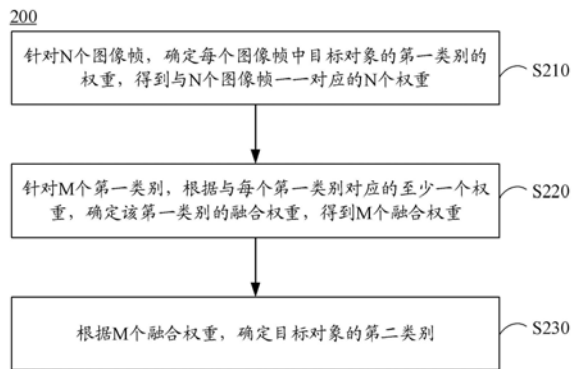 200
针对N个图像帧，确定每个图像帧中目标对象的第一类别的
权重，得到与N个图像帧一一对应的N个权重
S210
针对M个第一类别，根据与每个第一类别对应的至少一个权
重，确定该第一类别的融合权重，得到M个融合权重
S220
根据M个融合权重，确定目标对象的第二类别
S230